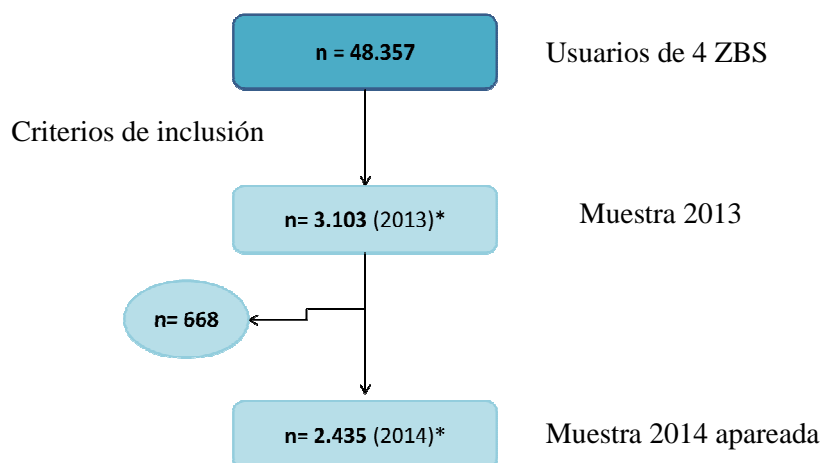 n = 48.357
Usuarios de 4 ZBS
Criterios de inclusión
n= 3.103 (2013)*
Muestra 2013
n= 668
n= 2.435 (2014)*
Muestra 2014 apareada